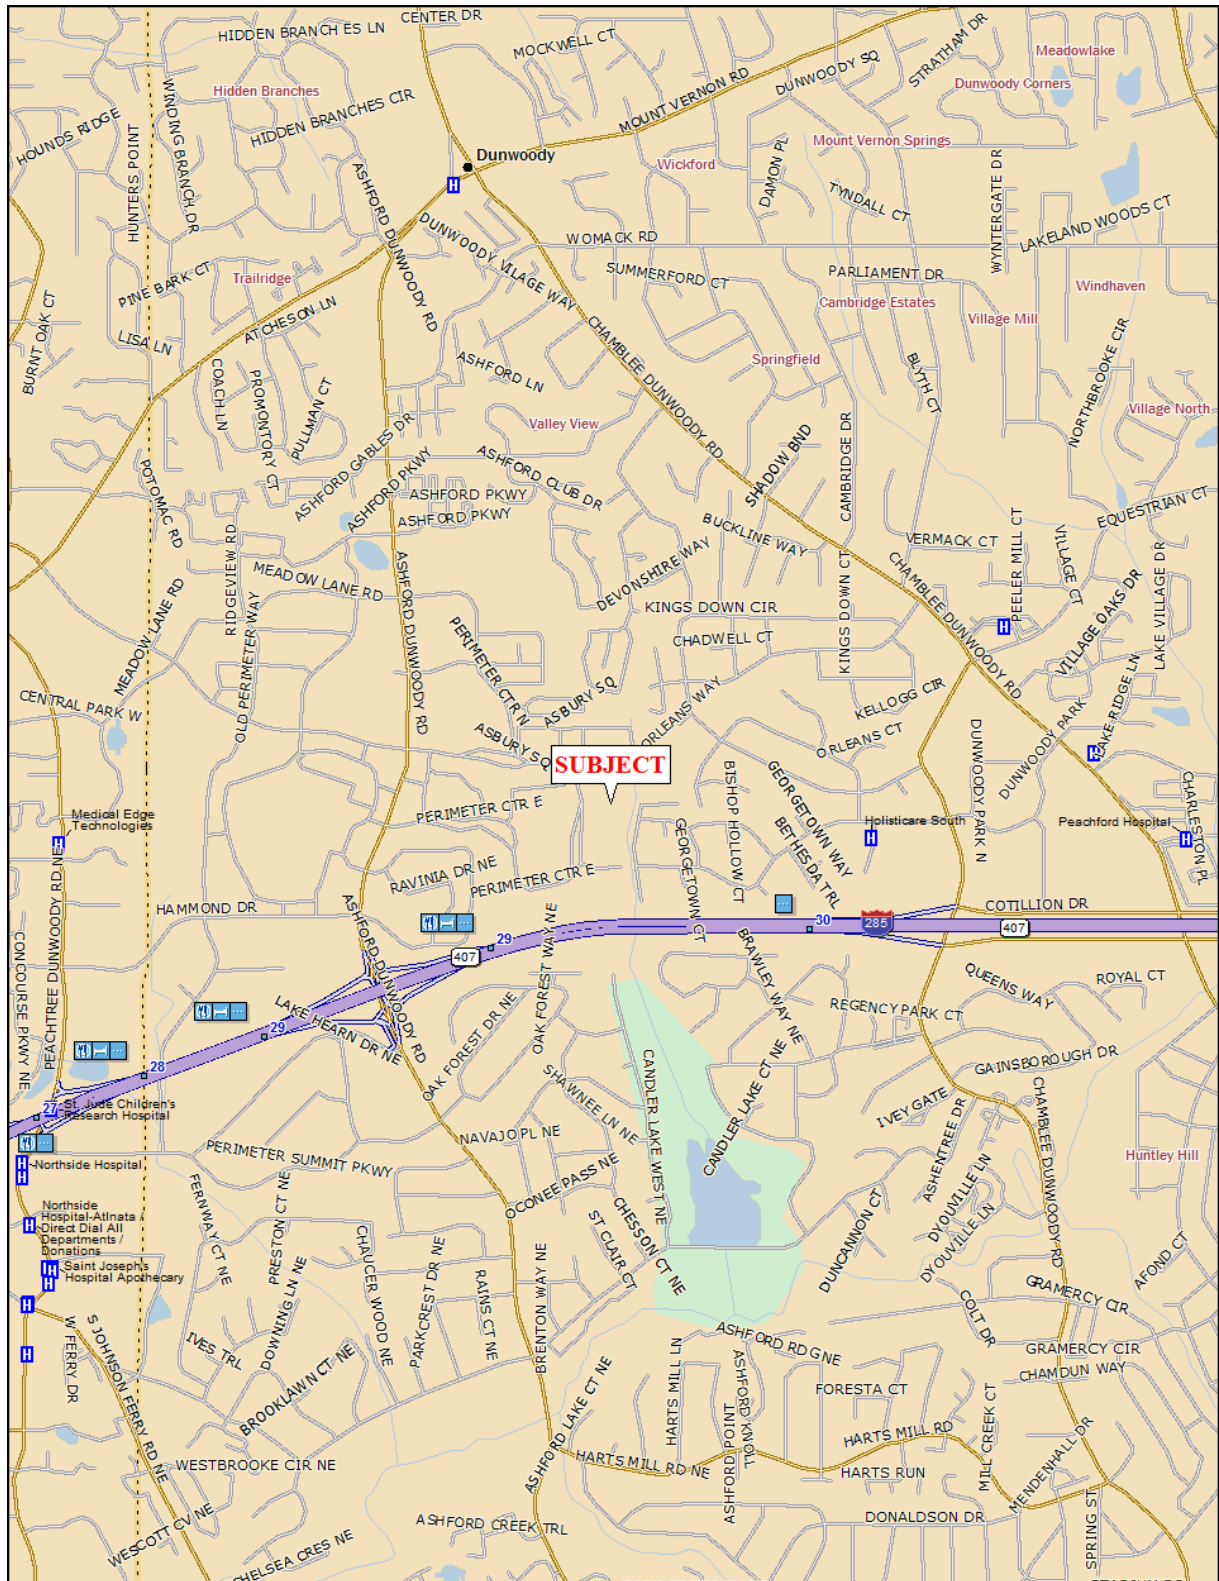 CENTER DR
HIDDEN BRANCHES LN
MOCKWELL CT
STRATHAM DR
Meadowlake
DUNWOODY SQ
Dunwoody Corners
MOUNT VERNON RD
Hidden Branches
WINDING BRANCH DR
HIDDEN BRANCHES CIR
HOUNDS RIDGE
HUNTERS POINT
Dunwoody
H
Wickford
DAMON PL
Mount Vernon Springs
TYNDALL CT
WYNTERGATE DR
LAKELAND WOODS CT
ASHFORD DUNWOODY RD
DUNWOODY VILAGE WAY
WOMACK RD
SUMMERFORD CT
PARLIAMENT DR
Windhaven
PINE BARK CT
Trailridge
ATCHESON LN
Cambridge Estates
Village Mill
BURNT OAK CT
LISA LN
CHAMBLEE DUNWOODY RD
Springfield
BLYTH CT
NORTHBROOKE CIR
COACH LN
PROMONTORY CT
PULLMAN CT
ASHFORD LN
Valley View
Village North
ASHFORD GABLES DR
ASHFORD PKWY
ASHFORD CLUB DR
ASHFORD PKWY
ASHFORD PKWY
SHADOW BND
CAMBRIDGE DR
POTOMAC RD
BUCKLINE WAY
VERMACK CT
PEELER MILL CT
VILLAGE CT
EQUESTRIAN CT
RIDGEVIEW RD
MEADOW LANE RD
ASHFORD DUNWOODY RD
DEVONSHIRE WAY
KINGS DOWN CIR
KINGS DOWN CT
CHAMBLEE DUNWOODY RD
H
VILLAGE OAKS DR
LAKE VILLAGE DR
MEADOW LANE RD
OLD PERIMETER WAY
PERIMETER CTR N
CHADWELL CT
CENTRAL PARK W
ASBURY SQ
ORLEANS WAY
KELLOGG CIR
LAKE RIDGE LN
ASBURY SQ
ORLEANS CT
DUNWOODY PARK
H
SUBJECT
BISHOP HOLLOW CT
GEORGETOWN WAY
DUNWOODY PARK N
CHARLESTON PL
Medical Edge
Technologies
H
PERIMETER CTR E
GEORGETOWN CT
BETHESDA TRL
Holisticare South
H
Peachford Hospital
H
PEACHTREE DUNWOODY RD NE
RAVINIA DR NE
PERIMETER CTR E
HAMMOND DR
ASHFORD DUNWOODY RD
OAK FOREST WAY NE
COTILLION DR
30
285
407
29
407
CONCOURSE PKWY NE
BRAWLEY WAY NE
QUEENS WAY
ROYAL CT
LAKE HEARN DR NE
29
OAK FOREST DR NE
REGENCY PARK CT
28
CANDLER LAKE WEST NE
CANDLER LAKE CT NE
GAINSBOROUGH DR
27
St. Jude Children's
Research Hospital
SHAWNEE LN NE
IVEY GATE
ASHENTREE DR
CHAMBLEE DUNWOODY RD
NAVAJO PL NE
PERIMETER SUMMIT PKWY
Northside Hospital
H
H
Huntley Hill
OCONEE PASS NE
DYOUVILLE LN
DYOUVILLE LN
Northside
Hospital-Atlnata /
Direct Dial All
Departments /
Donations
H
FERNWAY CT NE
PRESTON CT NE
CHESSON CT NE
ST CLAIR CT
DUNCANNON CT
AFOND CT
Saint Joseph's
Hospital Apothecary
H
H
H
DOWNING LN NE
CHAUCER WOOD NE
PARKCREST DR NE
RAINS CT NE
BRENTON WAY NE
GRAMERCY CIR
COLT DR
H
W FERRY DR
S JOHNSON FERRY RD NE
IVES TRL
ASHFORD RDG NE
GRAMERCY CIR
CHAMDUN WAY
H
BROOKLAWN CT NE
HARTS MILL LN
ASHFORD KNOLL
ASHFORD POINT
FORESTA CT
MILL CREEK CT
ASHFORD LAKE CT NE
HARTS MILL RD
WESTBROOKE CIR NE
HARTS MILL RD NE
HARTS RUN
MENDENHALL DR
WESCOTT CV NE
ASHFORD CREEK TRL
DONALDSON DR
SPRING ST
CHELSEA CRES NE